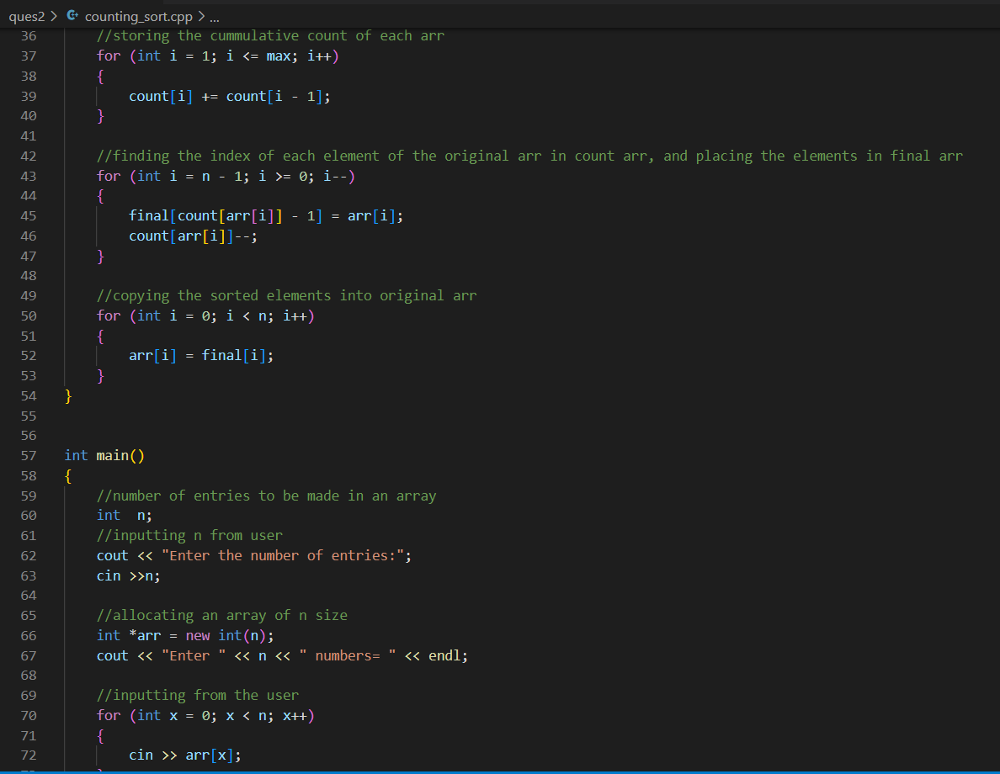 ques2 > counting_sort.cpp > ...
36 //storing the cummulative count of each arr
37 for (int i = 1; i <= max; i++)
38 {
39 count[i] += count[i - 1];
40 }
41
42 //finding the index of each element of the original arr in count arr, and placing the elements in final arr
43 for (int i = n - 1; i >= 0; i--)
44 {
45 final[count[arr[i]] - 1] = arr[i];
46 count[arr[i]]--;
47 }
48
49 //copying the sorted elements into original arr
50 for (int i = 0; i < n; i++)
51 {
52 arr[i] = final[i];
53 }
54 }
55
56
57 int main()
58 {
59 //number of entries to be made in an array
60 int  n;
61 //inputting n from user
62 cout << "Enter the number of entries:";
63 cin >>n;
64
65 //allocating an array of n size
66 int *arr = new int(n);
67 cout << "Enter " << n << " numbers= " << endl;
68
69 //inputting from the user
70 for (int x = 0; x < n; x++)
71 {
72 cin >> arr[x];